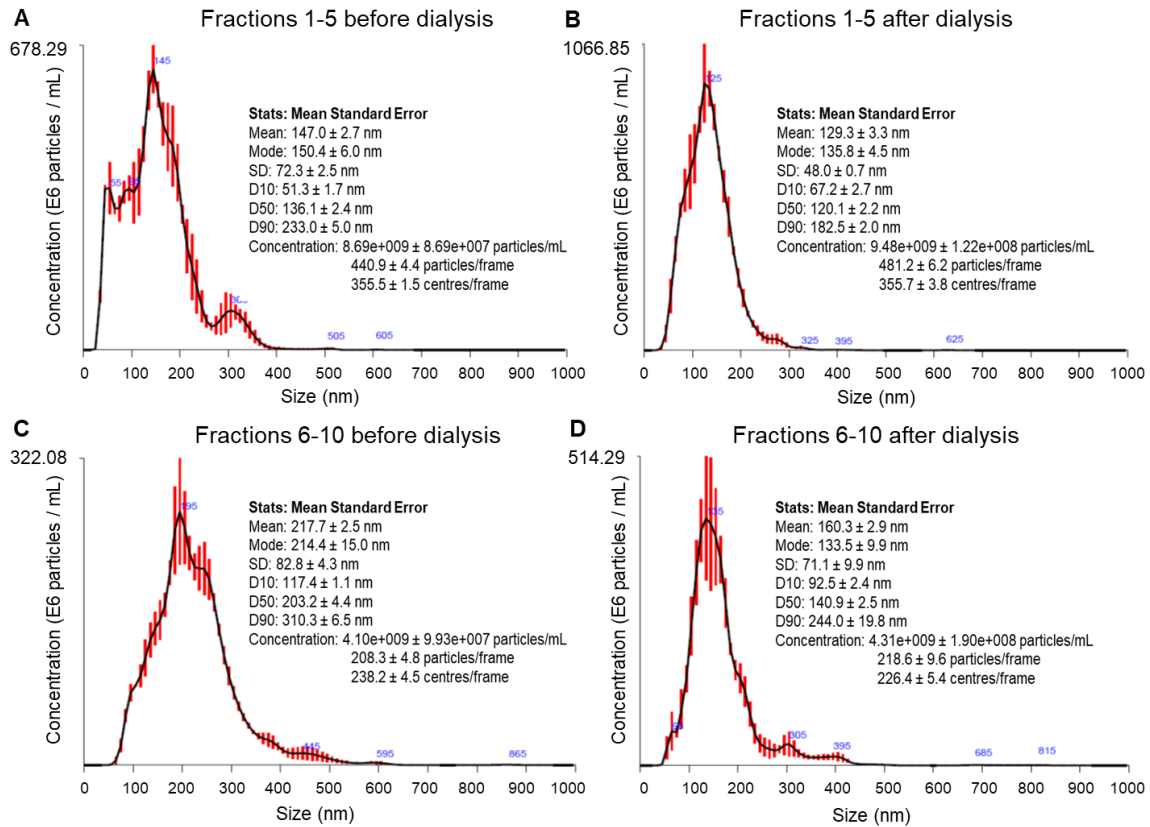 A
Fractions 1-5 before dialysis
678.29
Concentration (E6 particles / mL)
145
55
Stats: Mean Standard Error
Mean: 147.0 ± 2.7 nm
Mode: 150.4 ± 6.0 nm
SD: 72.3 ± 2.5 nm
D10: 51.3 ± 1.7 nm
D50: 136.1 ± 2.4 nm
D90: 233.0 ± 5.0 nm
Concentration: 8.69e+009 ± 8.69e+007 particles/mL
440.9 ± 4.4 particles/frame
355.5 ± 1.5 centres/frame
505 605
0 100 200 300 400 500 600 700 800 900 1000
Size (nm)
B
Fractions 1-5 after dialysis
1066.85
Concentration (E6 particles / mL)
125
Stats: Mean Standard Error
Mean: 129.3 ± 3.3 nm
Mode: 135.8 ± 4.5 nm
SD: 48.0 ± 0.7 nm
D10: 67.2 ± 2.7 nm
D50: 120.1 ± 2.2 nm
D90: 182.5 ± 2.0 nm
Concentration: 9.48e+009 ± 1.22e+008 particles/mL
481.2 ± 6.2 particles/frame
355.7 ± 3.8 centres/frame
325 395 625
0 100 200 300 400 500 600 700 800 900 1000
Size (nm)
C
Fractions 6-10 before dialysis
322.08
Concentration (E6 particles / mL)
195
Stats: Mean Standard Error
Mean: 217.7 ± 2.5 nm
Mode: 214.4 ± 15.0 nm
SD: 82.8 ± 4.3 nm
D10: 117.4 ± 1.1 nm
D50: 203.2 ± 4.4 nm
D90: 310.3 ± 6.5 nm
Concentration: 4.10e+009 ± 9.93e+007 particles/mL
208.3 ± 4.8 particles/frame
238.2 ± 4.5 centres/frame
445 595 865
0 100 200 300 400 500 600 700 800 900 1000
Size (nm)
D
Fractions 6-10 after dialysis
514.29
Concentration (E6 particles / mL)
135
Stats: Mean Standard Error
Mean: 160.3 ± 2.9 nm
Mode: 133.5 ± 9.9 nm
SD: 71.1 ± 9.9 nm
D10: 92.5 ± 2.4 nm
D50: 140.9 ± 2.5 nm
D90: 244.0 ± 19.8 nm
Concentration: 4.31e+009 ± 1.90e+008 particles/mL
218.6 ± 9.6 particles/frame
226.4 ± 5.4 centres/frame
305 395 685 815
0 100 200 300 400 500 600 700 800 900 1000
Size (nm)